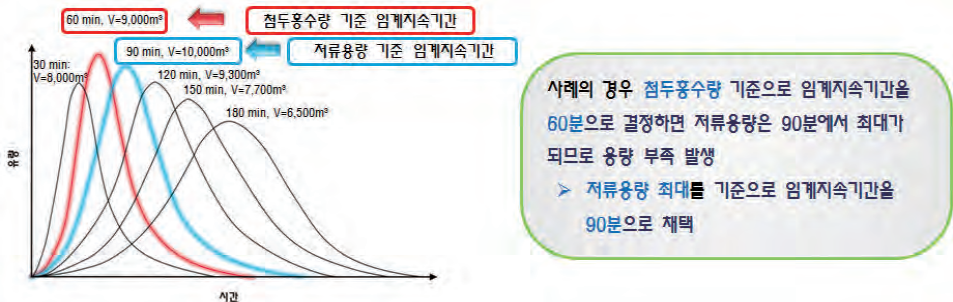 60 min, V=9,000m³
첨두홍수량 기준 임계지속기간
90 min, V=10,000m³
저류용량 기준 임계지속기간
30 min:
V=8,000m³
120 min, V=9,300m³
150 min, V=7,700m³
180 min, V=6,500m³
유량
시간
사례의 경우 첨두홍수량 기준으로 임계지속기간을
60분으로 결정하면 저류용량은 90분에서 최대가
되므로 용량 부족 발생
➢ 저류용량 최대를 기준으로 임계지속기간을
90분으로 채택